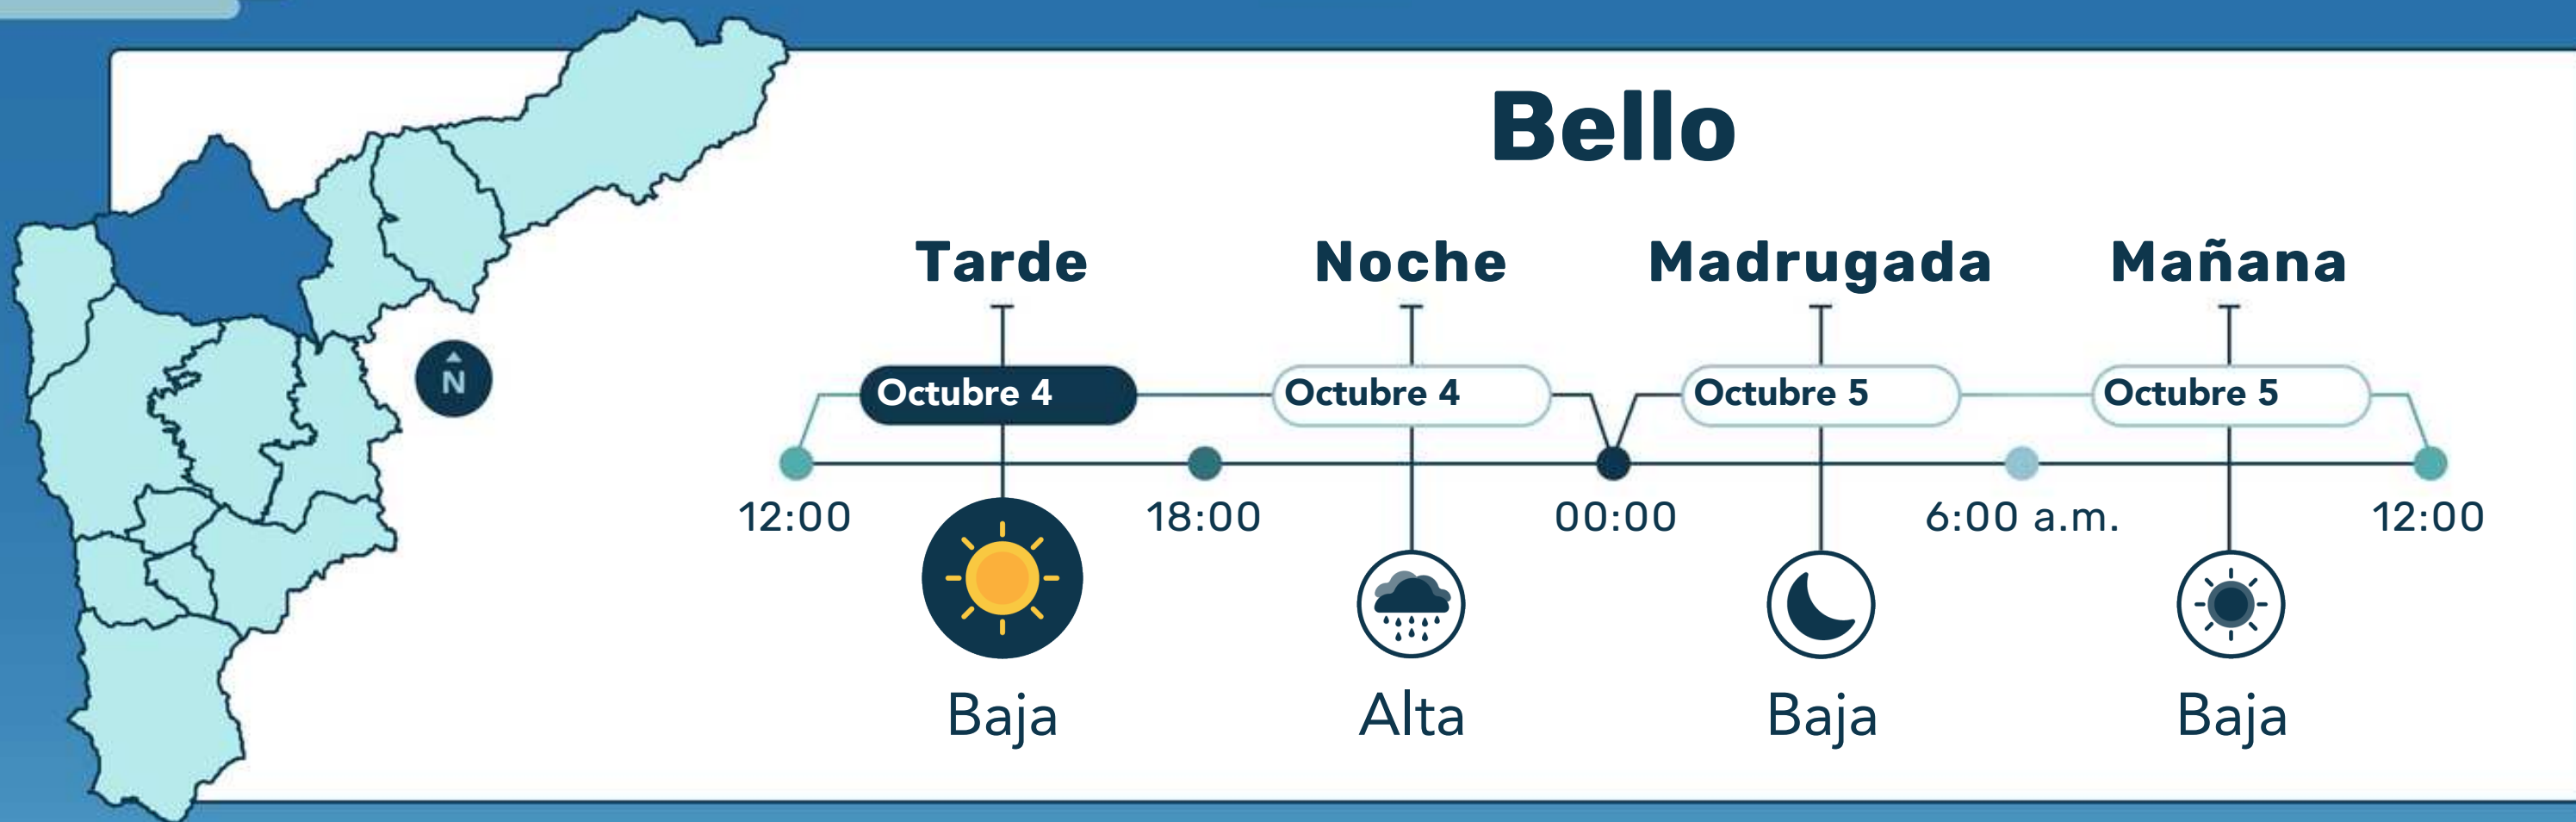 Bello
Tarde Noche Madrugada Mañana
Octubre 4 Octubre 4 Octubre 5 Octubre 5
N
12:00 18:00 00:00 6:00 a.m. 12:00
Baja Alta Baja Baja